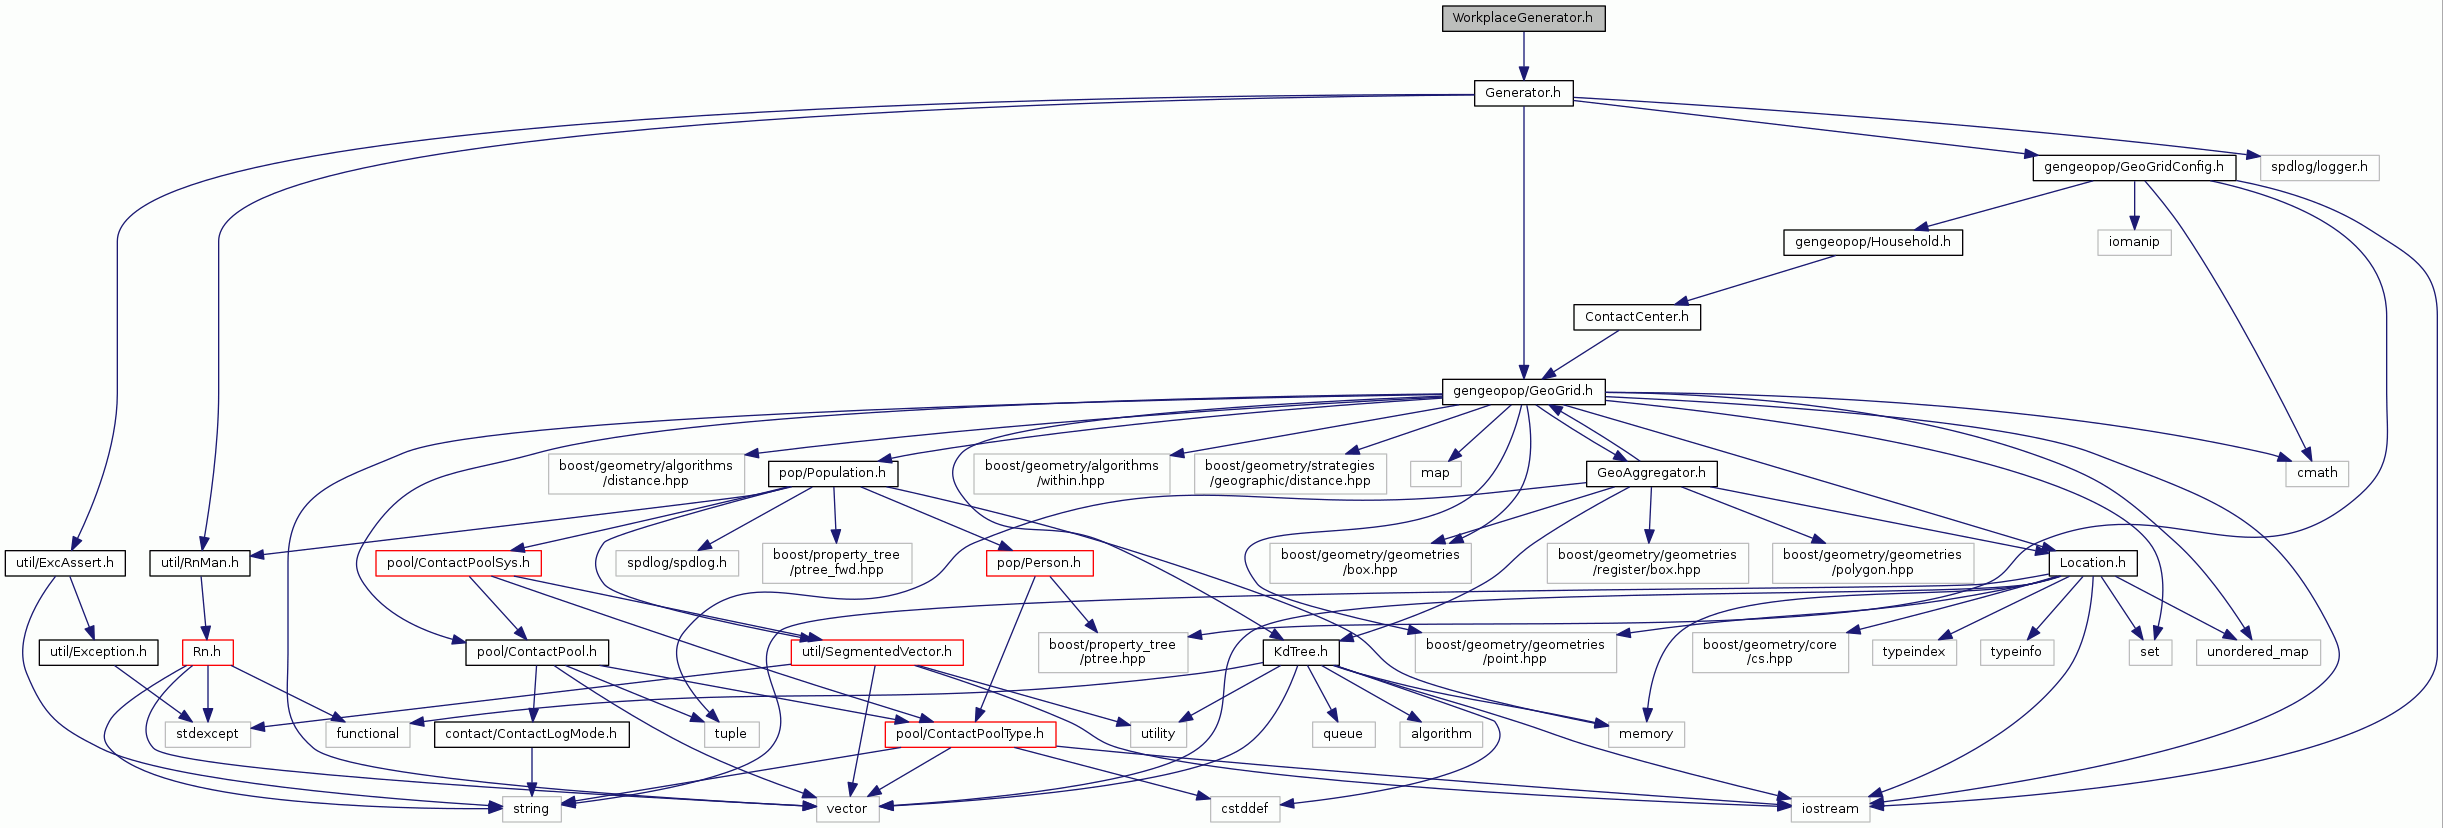 WorkplaceGenerator.h
Generator.h
gengeopop/GeoGridConfig.h
spdlog/logger.h
gengeopop/Household.h
iomanip
ContactCenter.h
gengeopop/GeoGrid.h
boost/geometry/algorithms
/distance.hpp
pop/Population.h
boost/geometry/algorithms
/within.hpp
boost/geometry/strategies
/geographic/distance.hpp
map
GeoAggregator.h
cmath
util/ExcAssert.h
util/RnMan.h
pool/ContactPoolSys.h
spdlog/spdlog.h
boost/property_tree
/ptree_fwd.hpp
pop/Person.h
boost/geometry/geometries
/box.hpp
boost/geometry/geometries
/register/box.hpp
boost/geometry/geometries
/polygon.hpp
Location.h
util/Exception.h
Rn.h
pool/ContactPool.h
util/SegmentedVector.h
boost/property_tree
/ptree.hpp
KdTree.h
boost/geometry/geometries
/point.hpp
boost/geometry/core
/cs.hpp
typeindex
typeinfo
set
unordered_map
stdexcept
functional
contact/ContactLogMode.h
tuple
pool/ContactPoolType.h
utility
queue
algorithm
memory
string
vector
cstddef
iostream